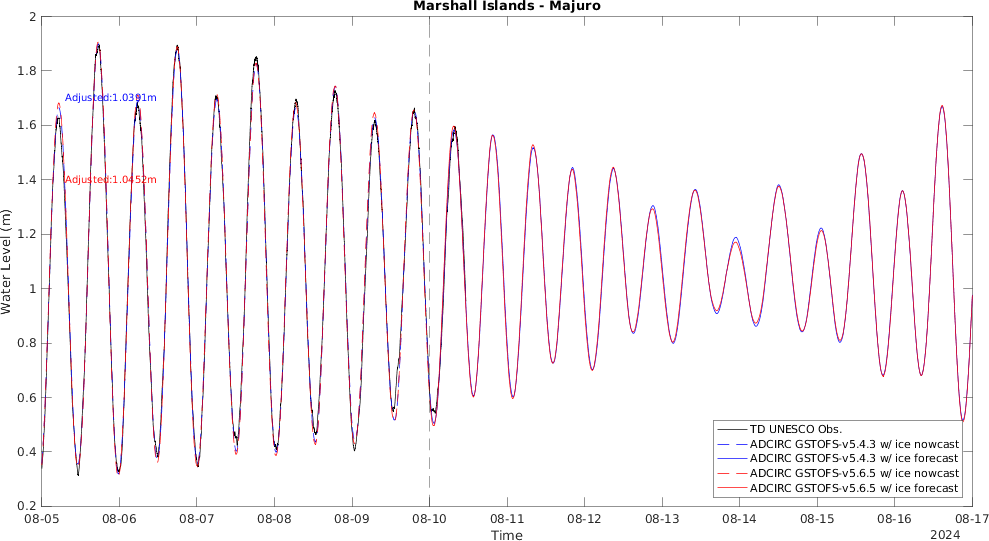 Marshall Islands - Majuro
2
1.8
1.6
1.4
1.2
1
0.8
0.6
0.4
0.2
Water Level (m)
Adjusted:1.0391m
Adjusted:1.0452m
TD UNESCO Obs.
ADCIRC GSTOFS-v5.4.3 w/ ice nowcast
ADCIRC GSTOFS-v5.4.3 w/ ice forecast
ADCIRC GSTOFS-v5.6.5 w/ ice nowcast
ADCIRC GSTOFS-v5.6.5 w/ ice forecast
08-05 08-06 08-07 08-08 08-09 08-10 08-11 08-12 08-13 08-14 08-15 08-16 08-17
Time
2024